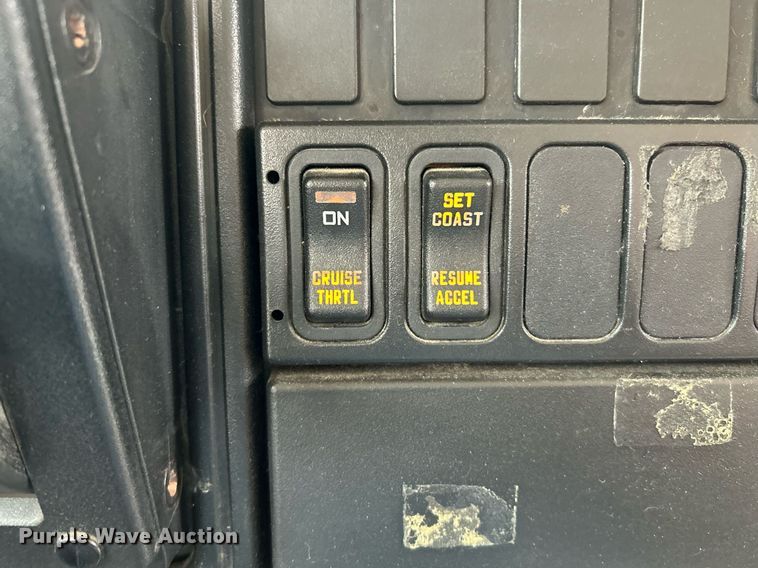 ON
CRUISE
THRTL
SET
COAST
RESUME
ACCEL
Purple Wave Auction